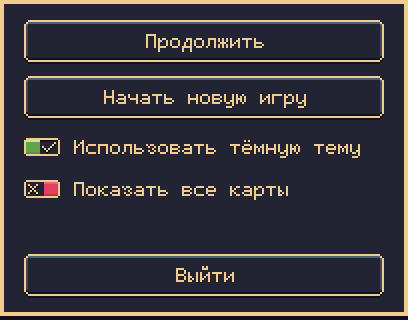 Продолжить
Начать новую игру
Использовать тёмную тему
Показать все карты
Выйти